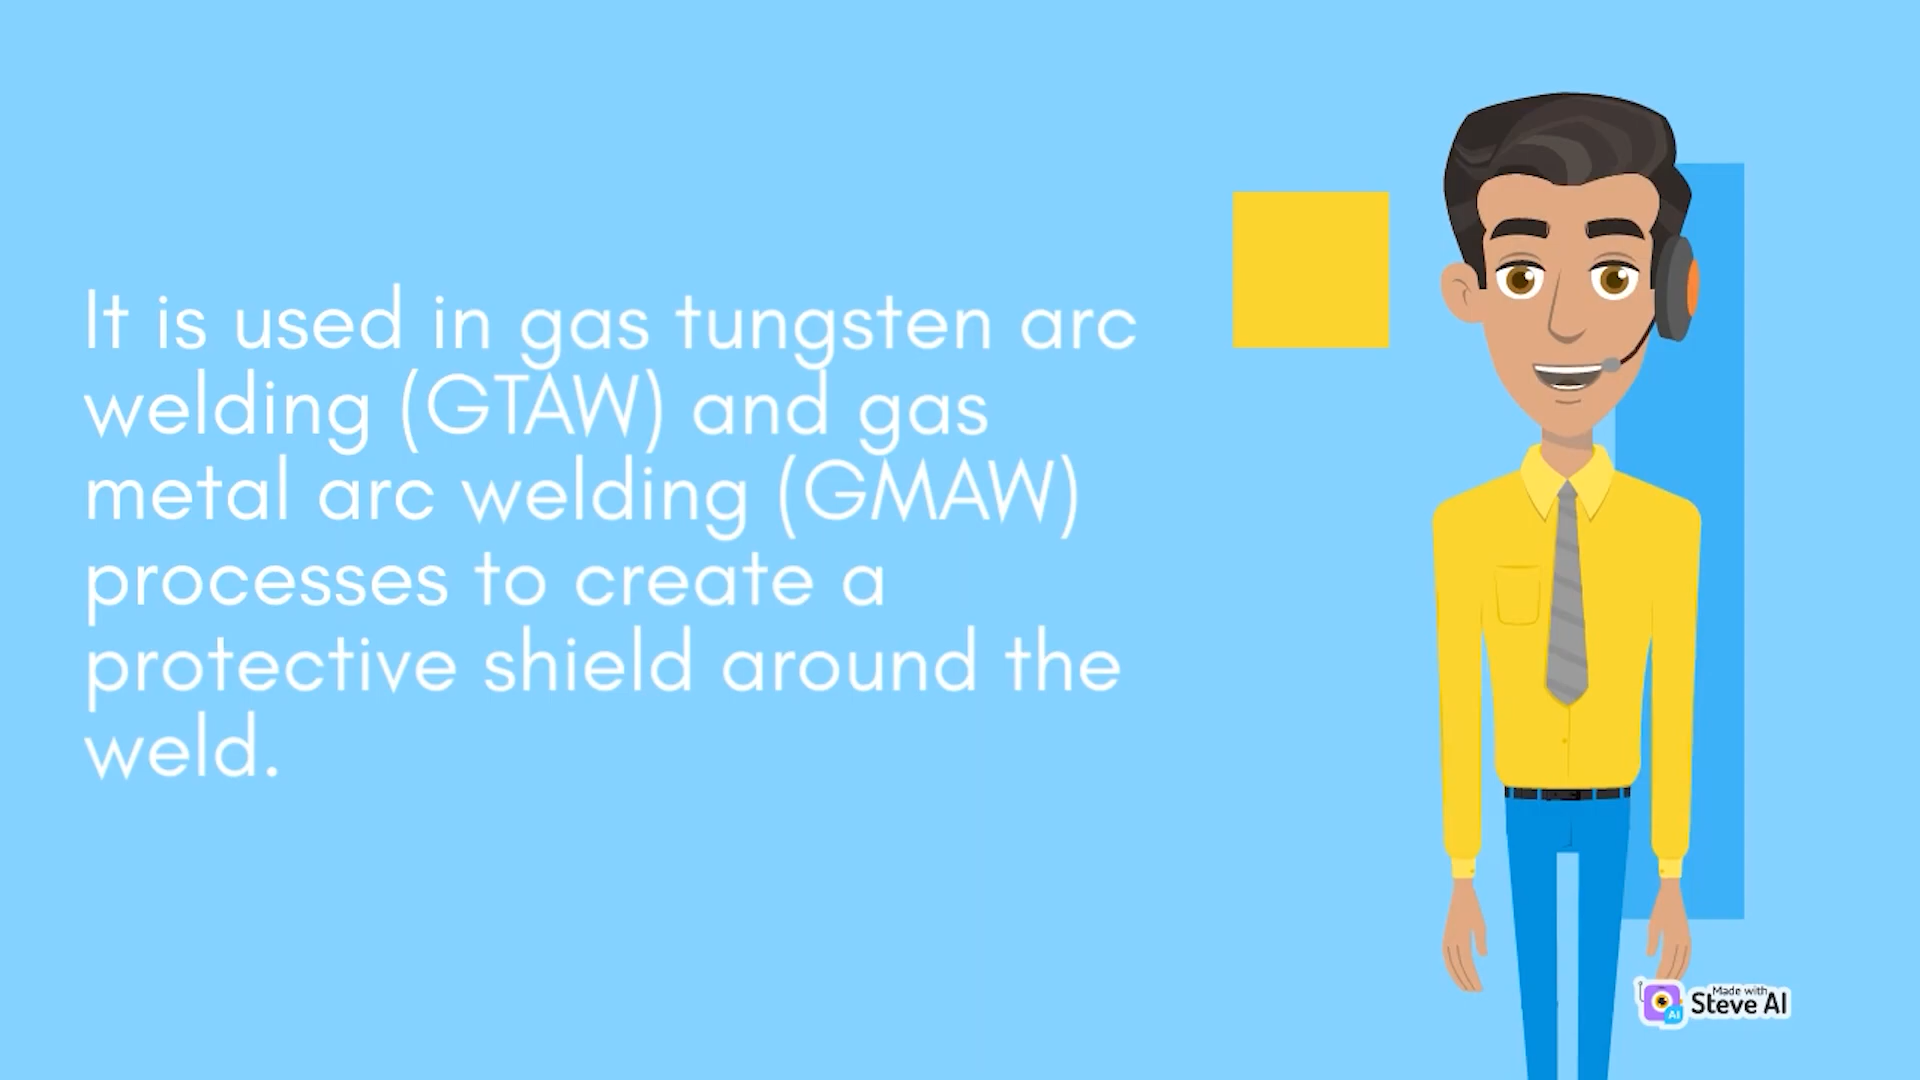 It is used in gas tungsten arc
welding (GTAW) and gas
metal arc welding (GMAW)
processes to create a
protective shield around the
weld.
Made with
Steve AI
AI